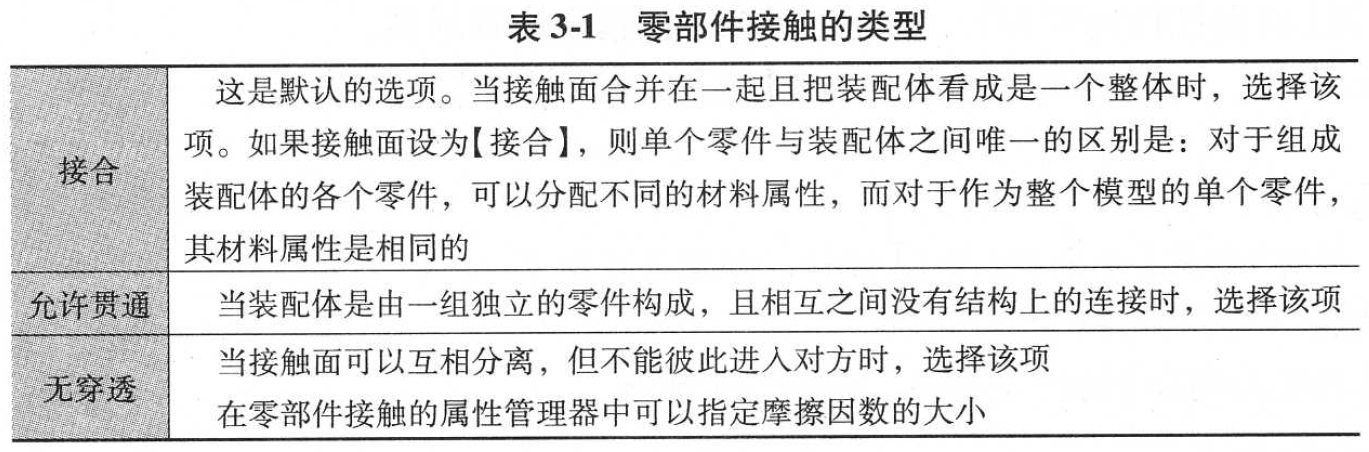 表 3-1 零部件接触的类型
接合
这是默认的选项。当接触面合并在一起且把装配体看成是一个整体时，选择该
项。如果接触面设为【接合】，则单个零件与装配体之间唯一的区别是：对于组成
装配体的各个零件，可以分配不同的材料属性，而对于作为整个模型的单个零件，
其材料属性是相同的
允许贯通
当装配体是由一组独立的零件构成，且相互之间没有结构上的连接时，选择该项
无穿透
当接触面可以互相分离，但不能彼此进入对方时，选择该项
在零部件接触的属性管理器中可以指定摩擦因数的大小